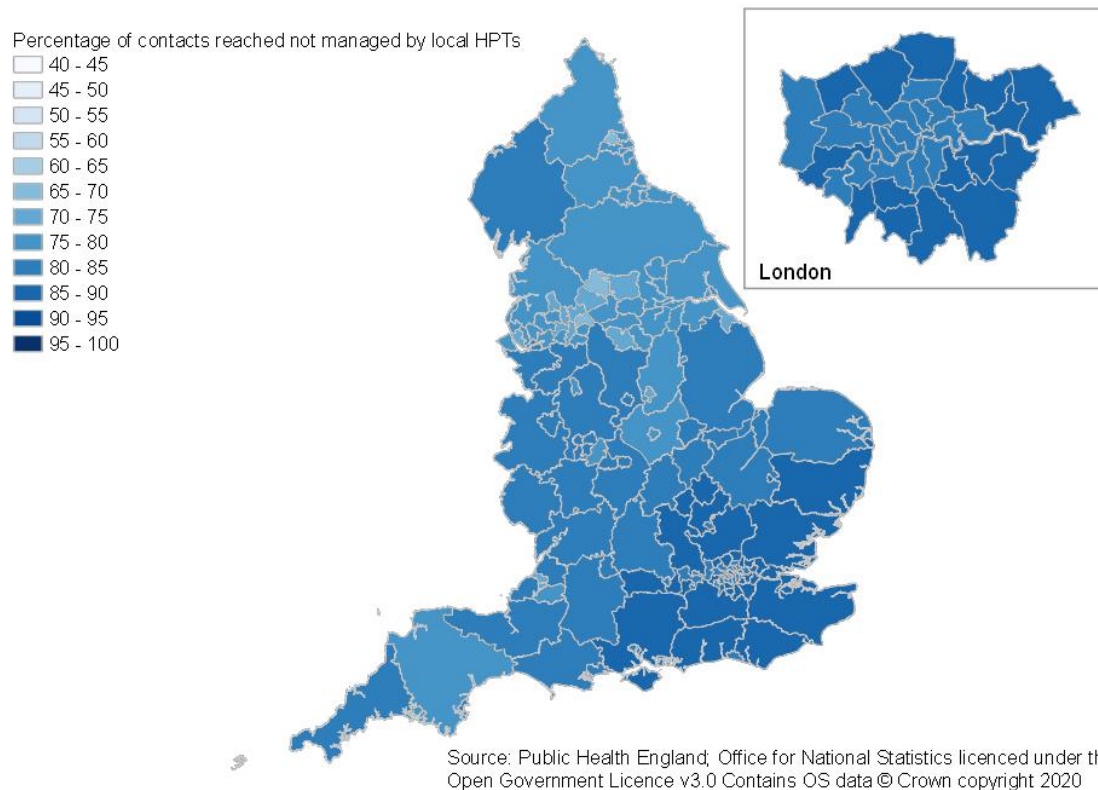 Percentage of contacts reached not managed by local HPTs
40 - 45
45 - 50
50 - 55
55 - 60
60 - 65
65 - 70
70 - 75
75 - 80
80 - 85
85 - 90
90 - 95
95 - 100
London
Source: Public Health England; Office for National Statistics licenced under th
Open Government Licence v3.0 Contains OS data © Crown copyright 2020